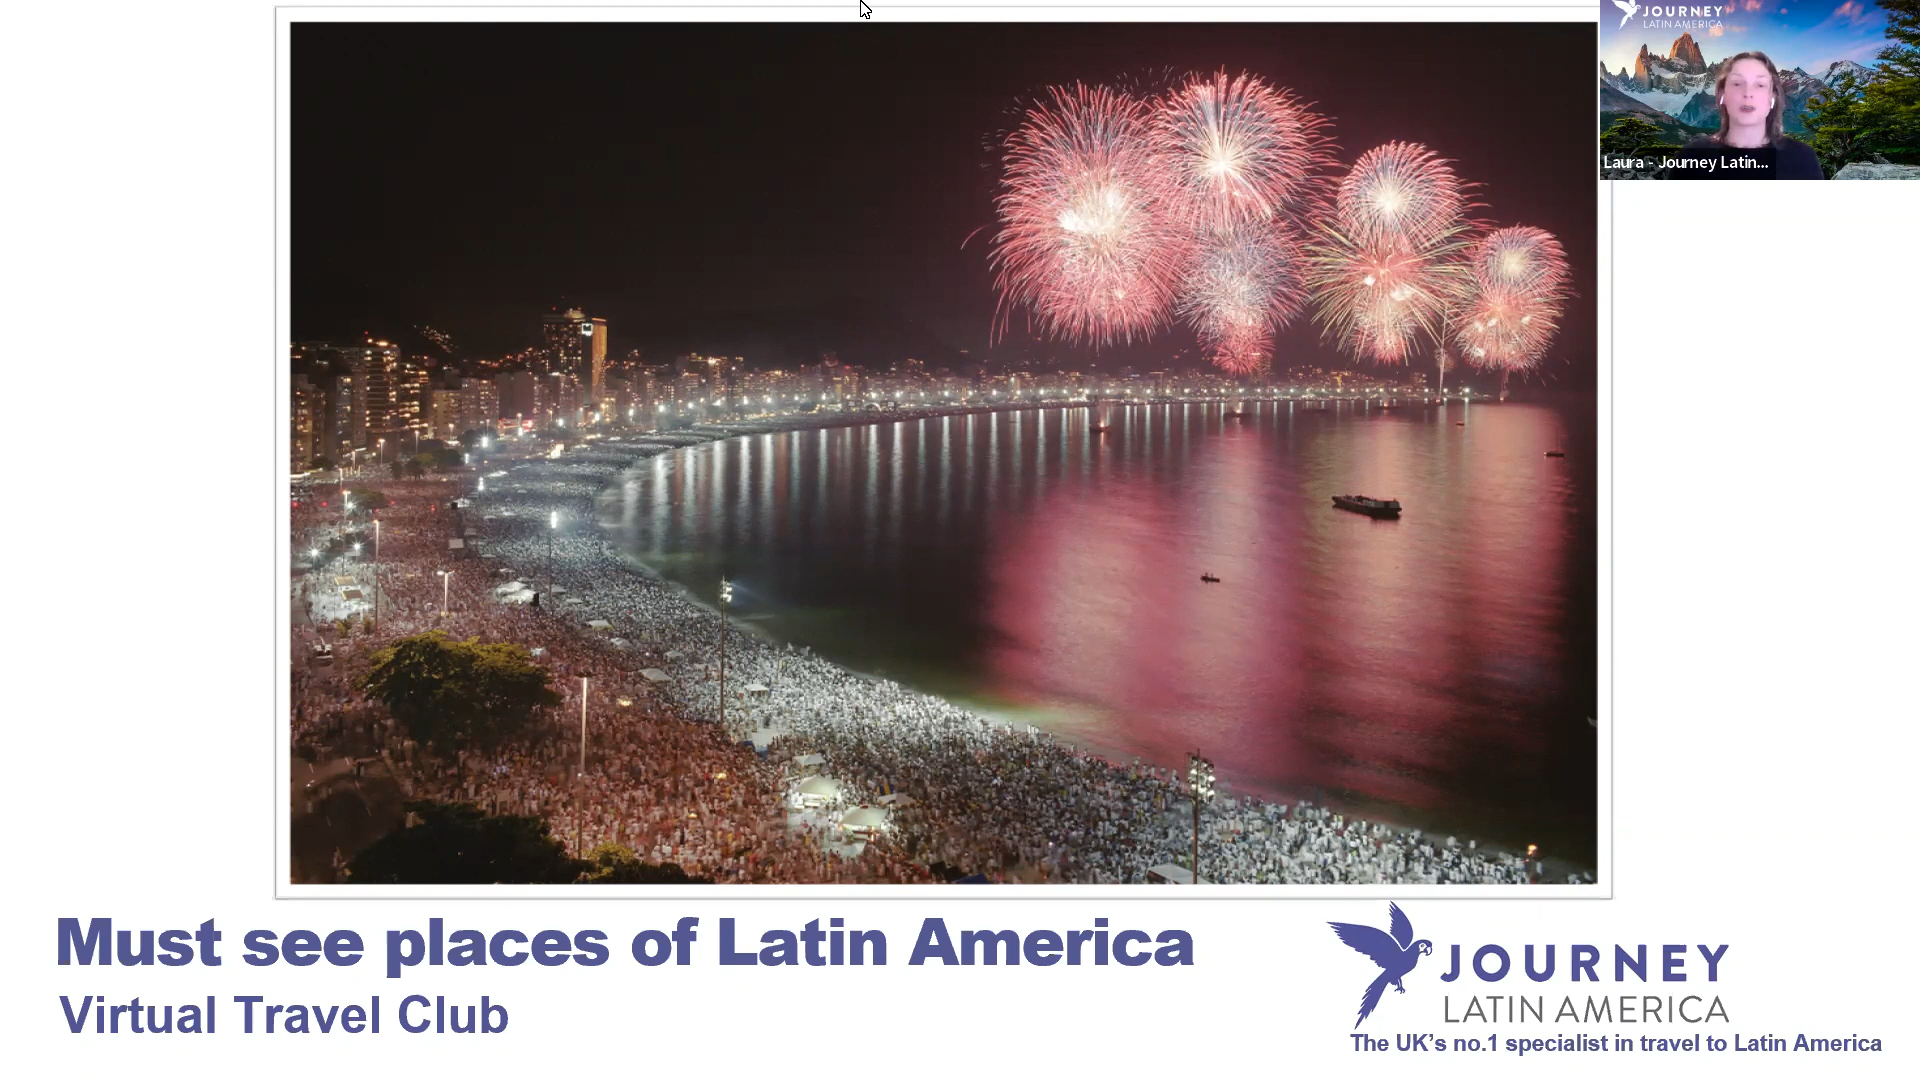 JOURNEY
LATIN AMERICA
Laura - Journey Latin...
Must see places of Latin America
Virtual Travel Club
JOURNEY
LATIN AMERICA
The UK's no.1 specialist in travel to Latin America